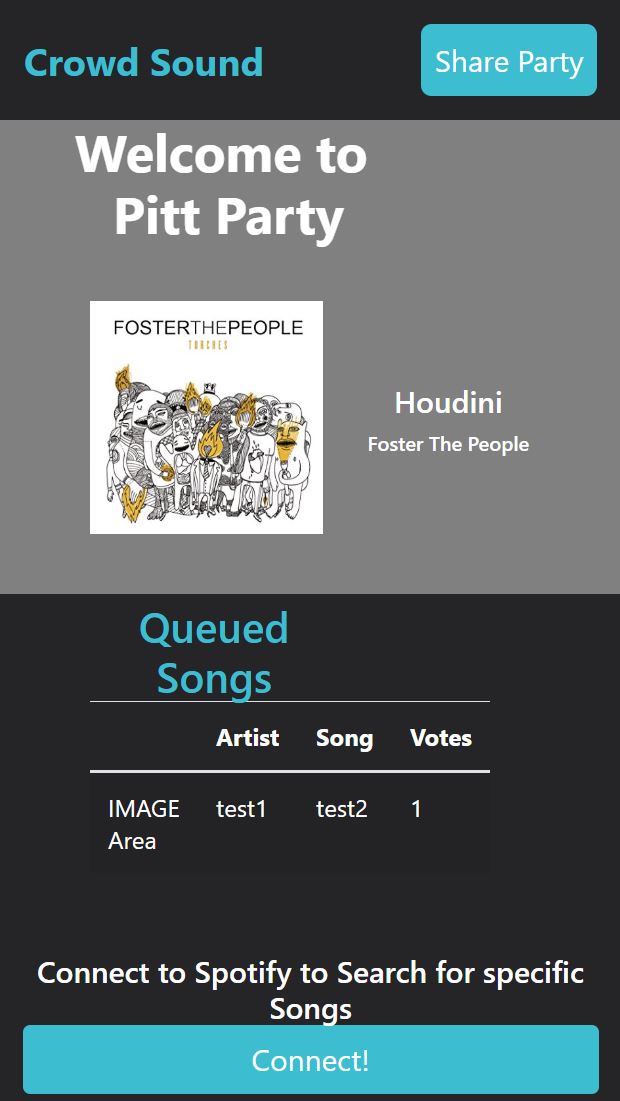 Crowd Sound
Share Party
Welcome to
Pitt Party
FOSTERTHEPEOPLE
TORCHES
Houdini
Foster The People
Queued
Songs
Artist Song Votes
IMAGE test1 test2 1
Area
Connect to Spotify to Search for specific
Songs
Connect!